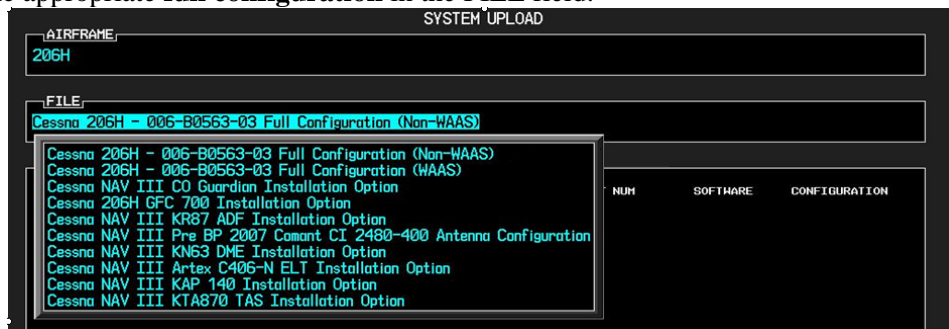 appropriate full configuration in the FILE field.
SYSTEM UPLOAD
AIRFRAME
206H
FILE
Cessna 206H - 006-B0563-03 Full Configuration (Non-WAAS)
Cessna 206H - 006-B0563-03 Full Configuration (Non-WAAS)
Cessna 206H - 006-B0563-03 Full Configuration (WAAS)
Cessna NAV III CO Guardian Installation Option
NUM SOFTWARE CONFIGURATION
Cessna 206H GFC 700 Installation Option
Cessna NAV III KR87 ADF Installation Option
Cessna NAV III Pre BP 2007 Comant CI 2480-400 Antenna Configuration
Cessna NAV III KN63 DME Installation Option
Cessna NAV III Artex C406-N ELT Installation Option
Cessna NAV III KAP 140 Installation Option
Cessna NAV III KTA870 TAS Installation Option